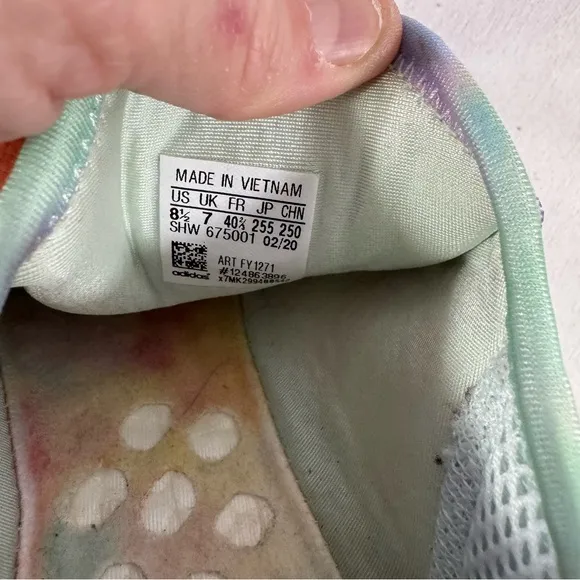 MADE IN VIETNAM
US UK FR JP CHN
8½ 7 40⅔ 255 250
SHW 675001 02/20
ART FY1271
adidas